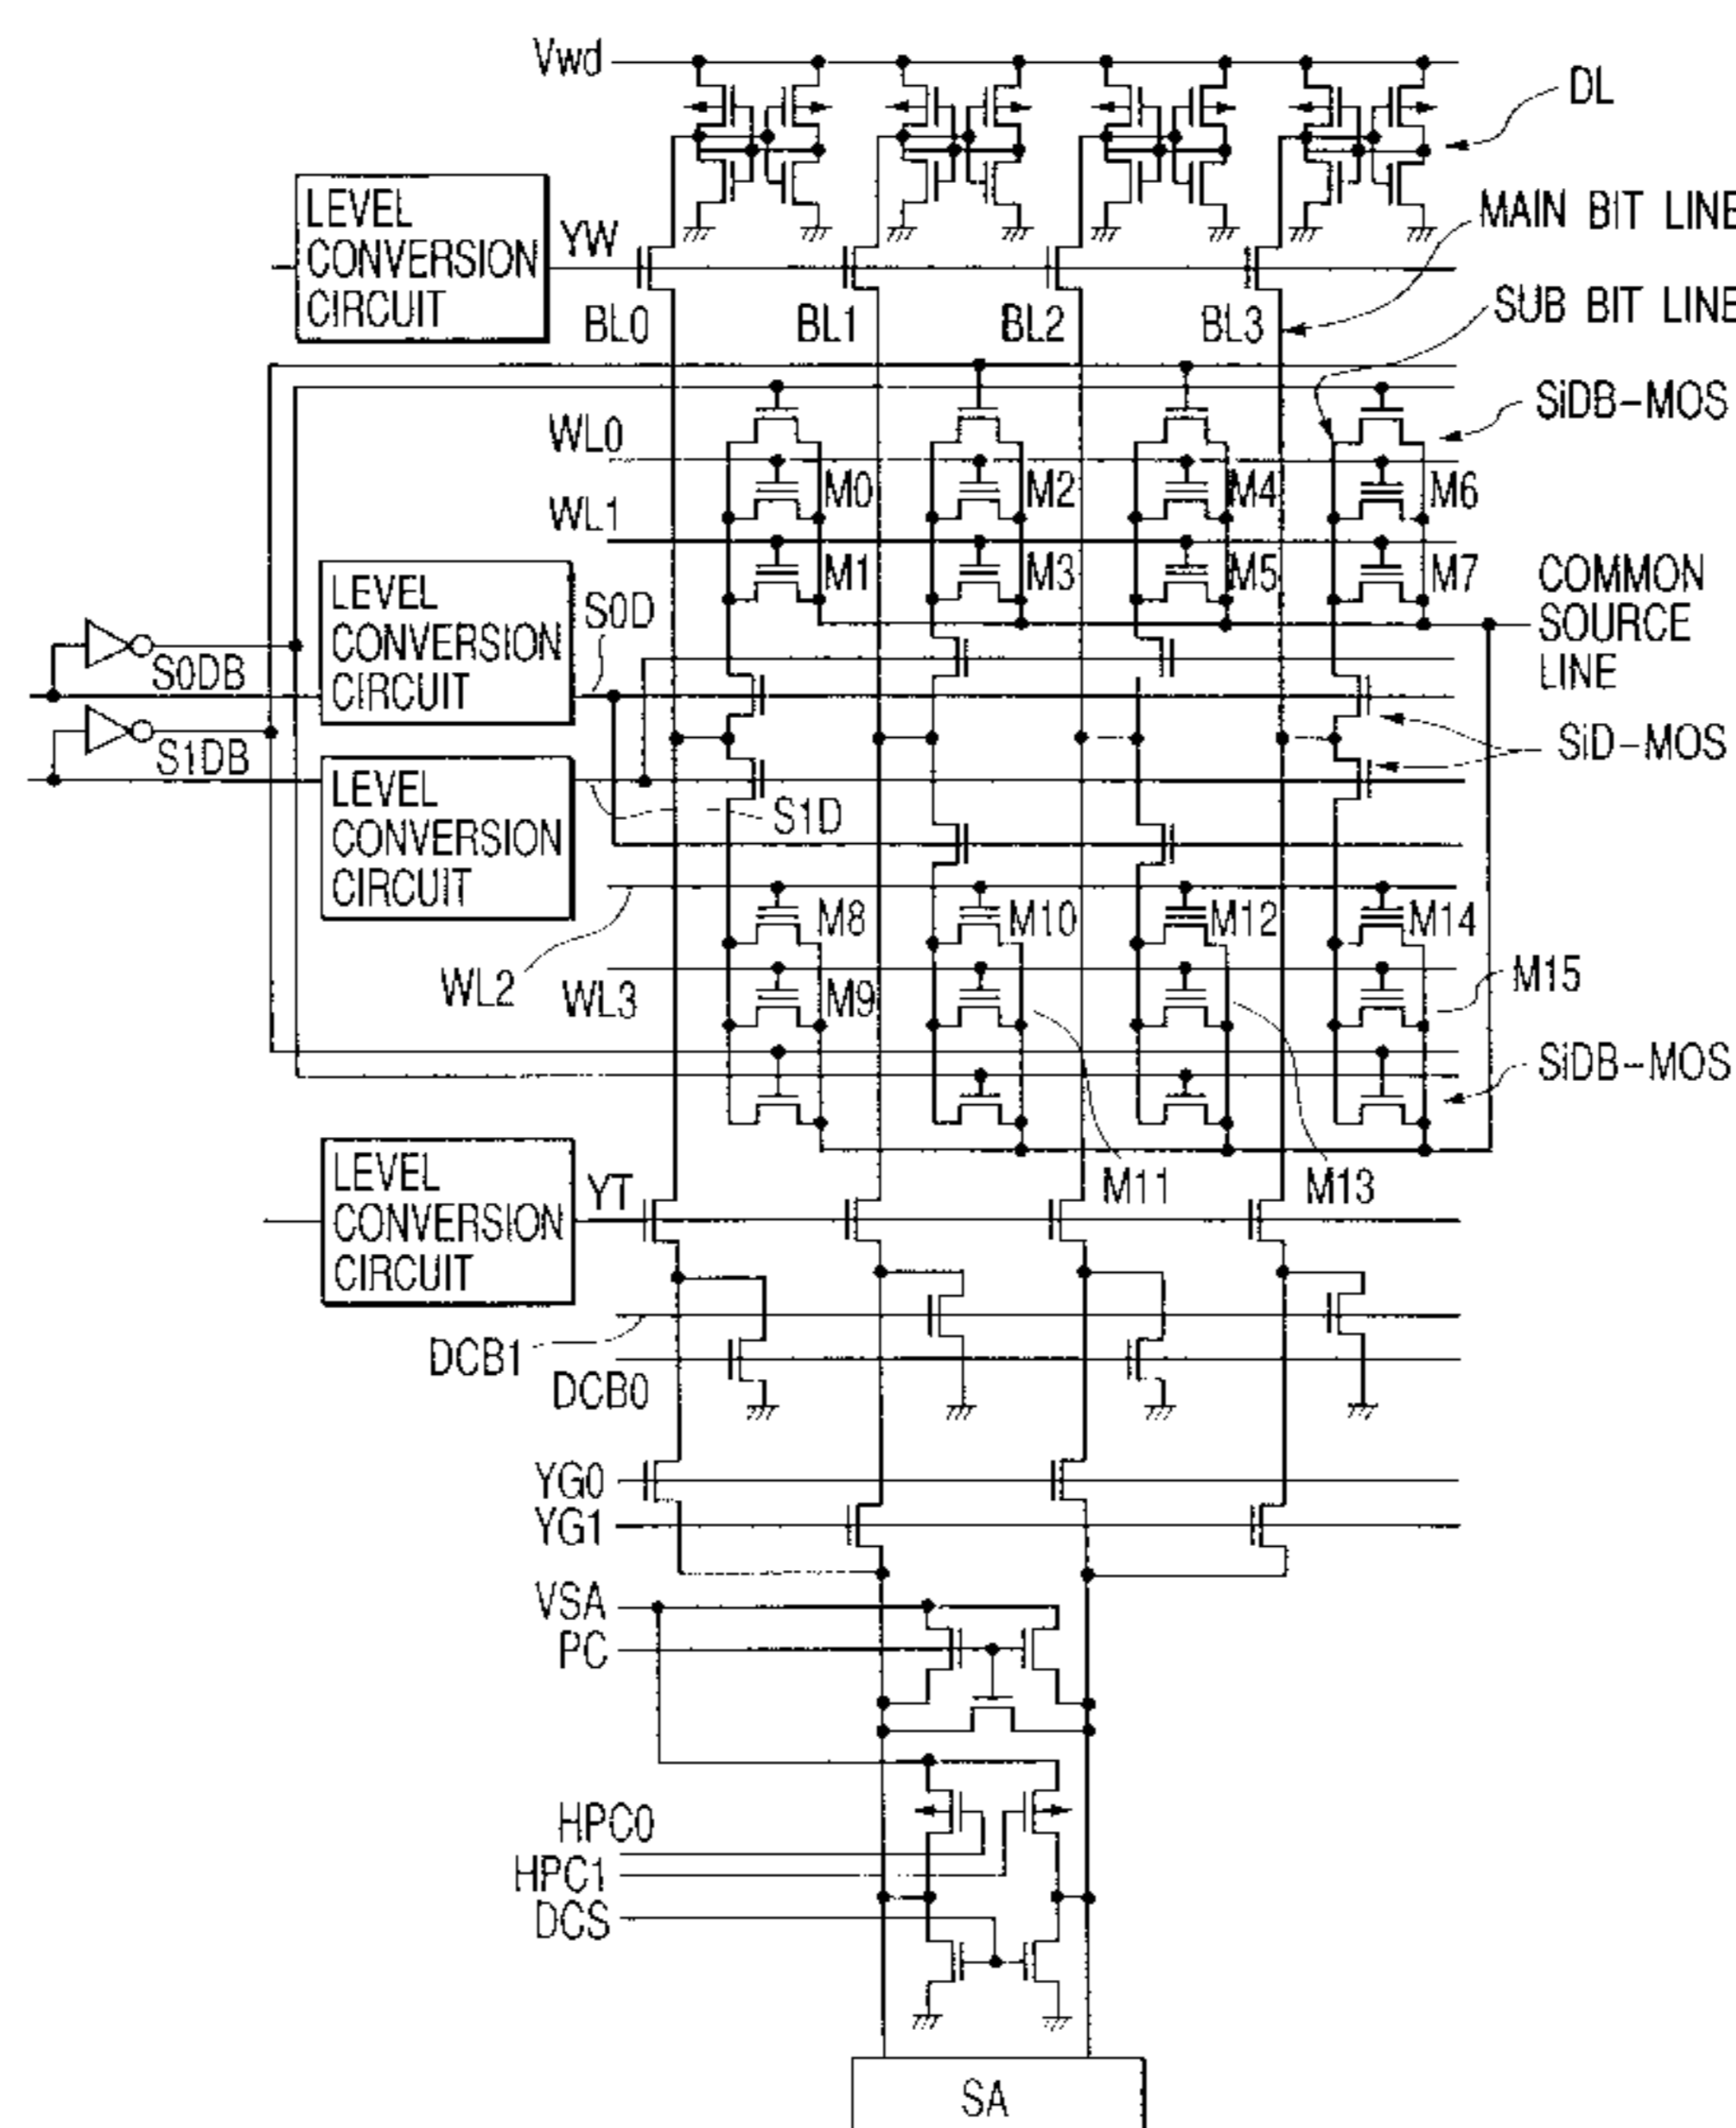 Vwd
DL
LEVEL
CONVERSION
CIRCUIT
YW
MAIN BIT LINE
SUB BIT LINE
BL0
BL1
BL2
BL3
SiDB-MOS
WL0
M0
M2
M4
M6
WL1
M1
M3
M5
M7
COMMON
SOURCE
LINE
LEVEL
CONVERSION
CIRCUIT
S0D
S0DB
S1DB
SiD-MOS
LEVEL
CONVERSION
CIRCUIT
S1D
M8
M10
M12
M14
WL2
WL3
M9
M15
SiDB-MOS
LEVEL
CONVERSION
CIRCUIT
YT
M11
M13
DCB1
DCB0
YG0
YG1
VSA
PC
HPC0
HPC1
DCS
SA